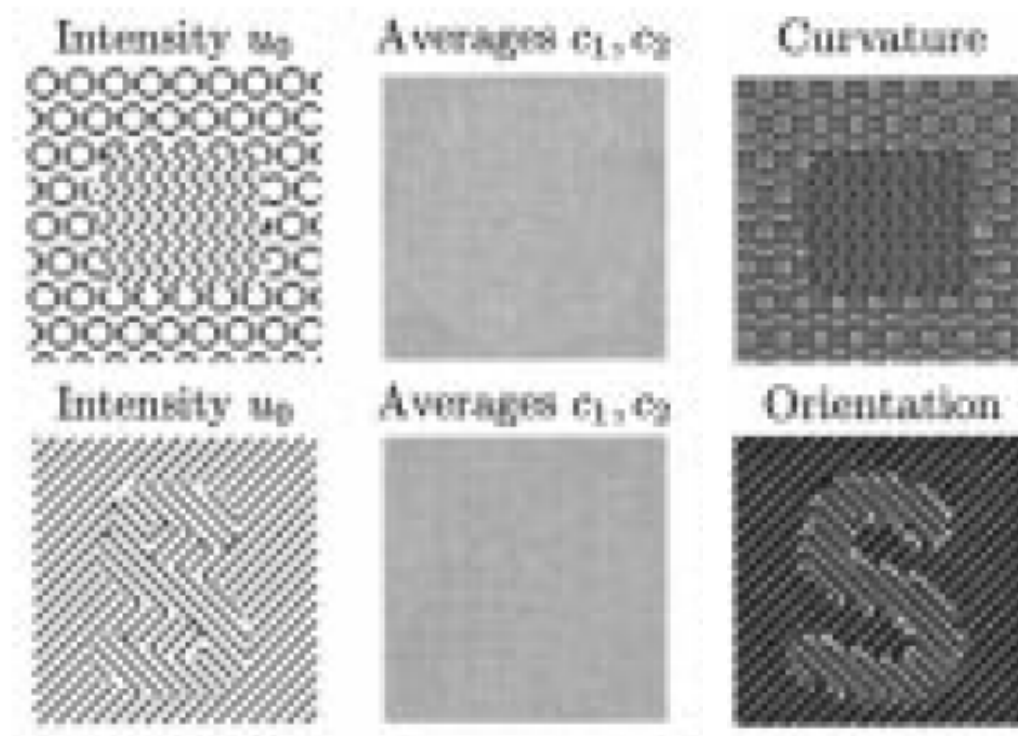 Intensity u₀ Averages c₁, c₂ Curvature
Intensity u₀ Averages c₁, c₂ Orientation